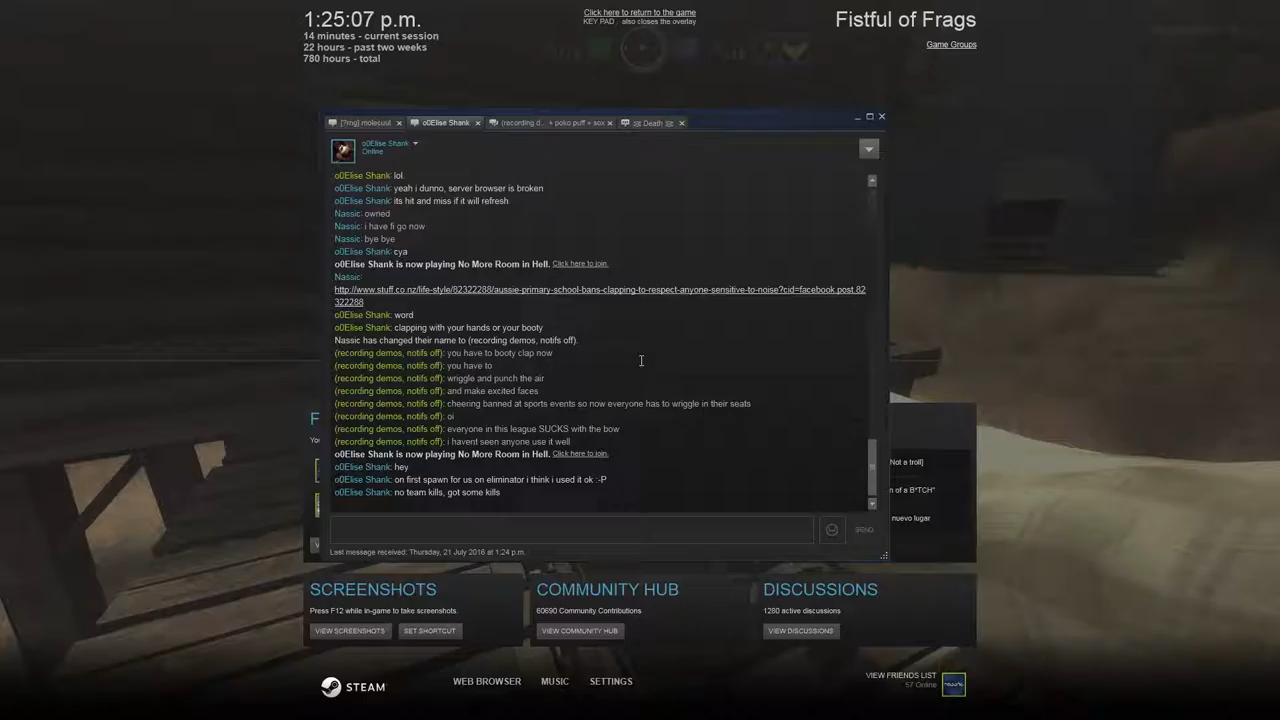 1:25:07 p.m.
14 minutes - current session
22 hours - past two weeks
780 hours - total
Click here to return to the game
KEY PAD . also closes the overlay
Fistful of Frags
Game Groups
o0Elise Shank
(recording d... + poko puff + sox
Death
o0Elise Shank
Online
o0Elise Shank: lol
o0Elise Shank: yeah i dunno, server browser is broken
o0Elise Shank: its hit and miss if it will refresh
Nassic: owned
Nassic: i have fi go now
Nassic: bye bye
o0Elise Shank: cya
o0Elise Shank is now playing No More Room in Hell. Click here to join.
Nassic:
http://www.stuff.co.nz/life-style/82322288/aussie-primary-school-bans-clapping-to-respect-anyone-sensitive-to-noise?cid=facebook.post.82
322288
o0Elise Shank: word
o0Elise Shank: clapping with your hands or your booty
Nassic has changed their name to (recording demos, notifs off).
(recording demos, notifs off): you have to booty clap now
(recording demos, notifs off): you have to
(recording demos, notifs off): wriggle and punch the air
(recording demos, notifs off): and make excited faces
(recording demos, notifs off): cheering banned at sports events so now everyone has to wriggle in their seats
(recording demos, notifs off): oi
(recording demos, notifs off): everyone in this league SUCKS with the bow
(recording demos, notifs off): i havent seen anyone use it well
o0Elise Shank is now playing No More Room in Hell. Click here to join.
o0Elise Shank: hey
o0Elise Shank: on first spawn for us on eliminator i think i used it ok :-P
o0Elise Shank: no team kills, got some kills
SEND
Last message received: Thursday, 21 July 2016 at 1:24 p.m.
F
Yo
Not a troll]
n of a B*TCH"
nuevo lugar
V
SCREENSHOTS
Press F12 while in-game to take screenshots.
VIEW SCREENSHOTS
SET SHORTCUT
COMMUNITY HUB
60690 Community Contributions
VIEW COMMUNITY HUB
DISCUSSIONS
1280 active discussions
VIEW DISCUSSIONS
STEAM
WEB BROWSER
MUSIC
SETTINGS
VIEW FRIENDS LIST
57 Online